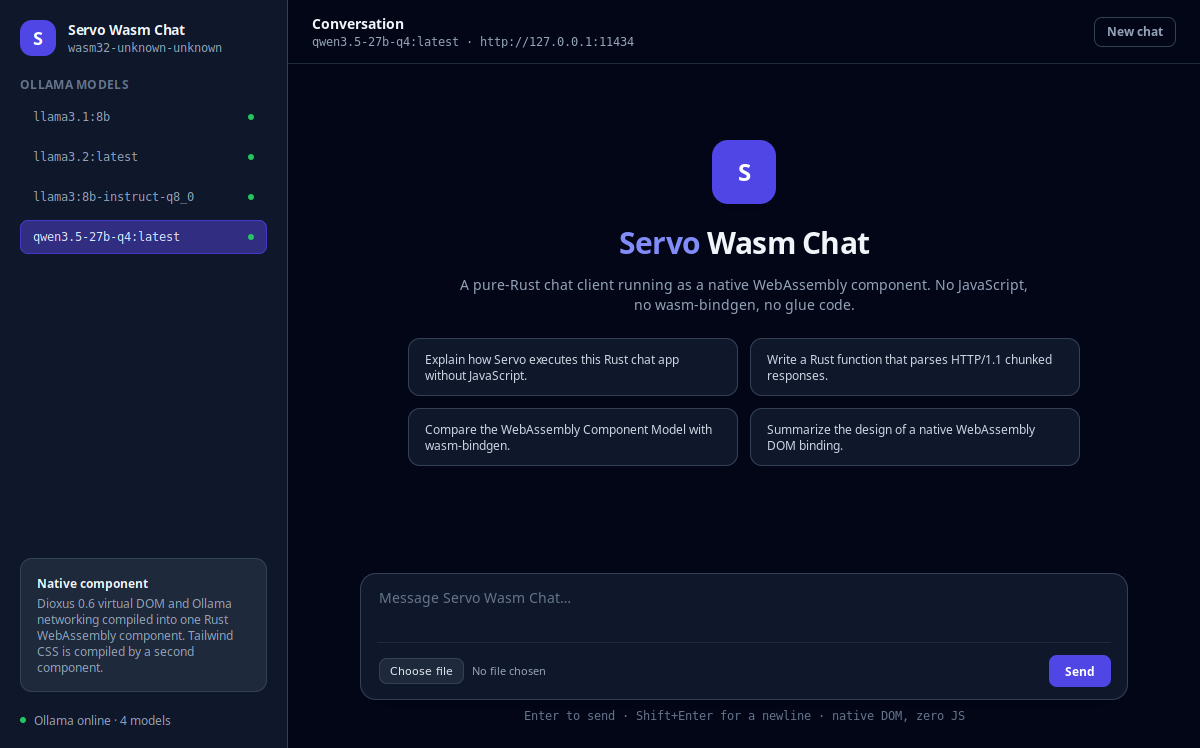 S
Servo Wasm Chat
wasm32-unknown-unknown
OLLAMA MODELS
llama3.1:8b
llama3.2:latest
llama3:8b-instruct-q8_0
qwen3.5-27b-q4:latest
Native component
Dioxus 0.6 virtual DOM and Ollama
networking compiled into one Rust
WebAssembly component. Tailwind
CSS is compiled by a second
component.
Ollama online · 4 models
Conversation
qwen3.5-27b-q4:latest · http://127.0.0.1:11434
New chat
S
Servo Wasm Chat
A pure-Rust chat client running as a native WebAssembly component. No JavaScript,
no wasm-bindgen, no glue code.
Explain how Servo executes this Rust chat app
without JavaScript.
Write a Rust function that parses HTTP/1.1 chunked
responses.
Compare the WebAssembly Component Model with
wasm-bindgen.
Summarize the design of a native WebAssembly
DOM binding.
Message Servo Wasm Chat…
Choose file
No file chosen
Send
Enter to send · Shift+Enter for a newline · native DOM, zero JS